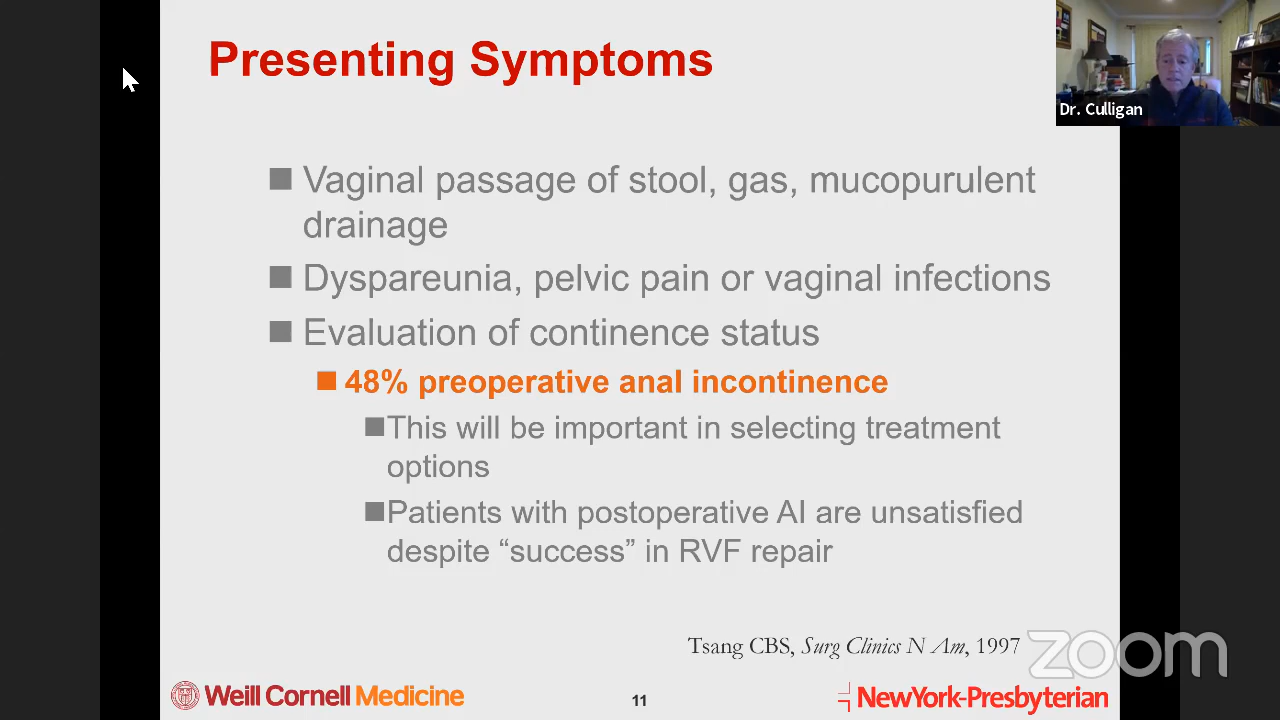 Presenting Symptoms
Dr. Culligan
Vaginal passage of stool, gas, mucopurulent
drainage
Dyspareunia, pelvic pain or vaginal infections
Evaluation of continence status
48% preoperative anal incontinence
This will be important in selecting treatment
options
Patients with postoperative AI are unsatisfied
despite “success” in RVF repair
Tsang CBS, Surg Clinics N Am, 1997
zoom
Weill Cornell Medicine
11
NewYork-Presbyterian